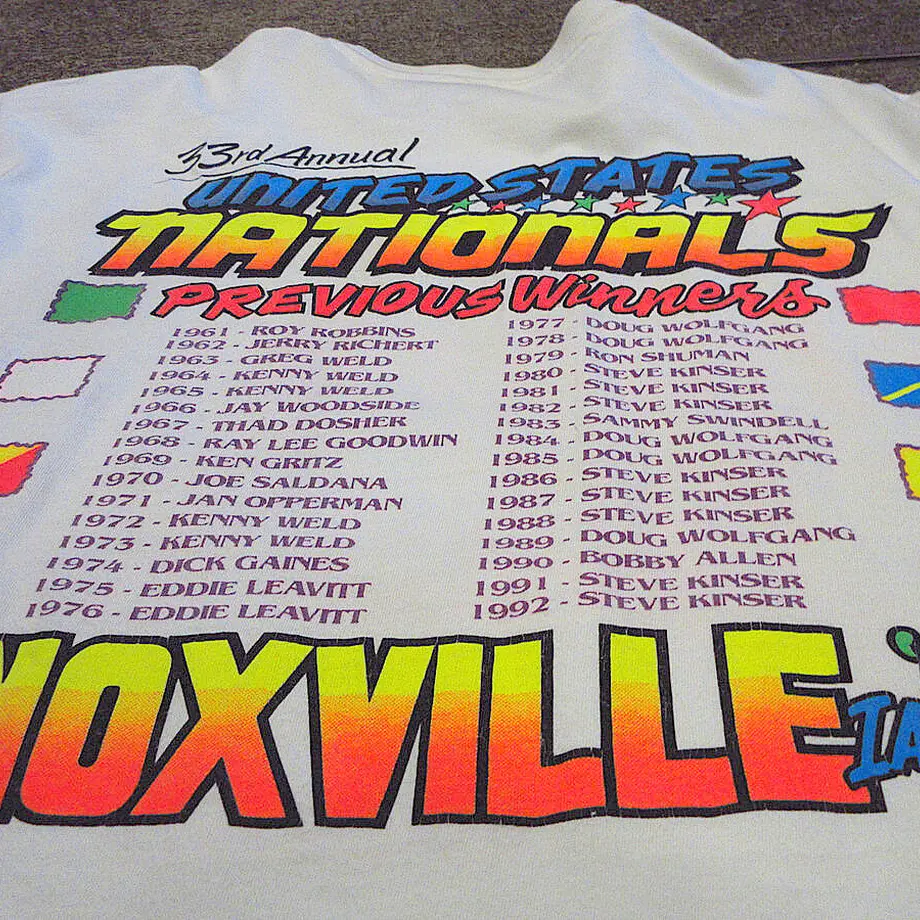 33rd Annual
UNITED STATES
NATIONALS
PREVIOUS Winners
1961 - ROY ROBBINS
1962 - JERRY RICHERT
1963 - GREG WELD
1964 - KENNY WELD
1965 - KENNY WELD
1966 - JAY WOODSIDE
1967 - THAD DOSHER
1968 - RAY LEE GOODWIN
1969 - KEN GRITZ
1970 - JOE SALDANA
1971 - JAN OPPERMAN
1972 - KENNY WELD
1973 - KENNY WELD
1974 - DICK GAINES
1975 - EDDIE LEAVITT
1976 - EDDIE LEAVITT
1977 - DOUG WOLFGANG
1978 - DOUG WOLFGANG
1979 - RON SHUMAN
1980 - STEVE KINSER
1981 - STEVE KINSER
1982 - STEVE KINSER
1983 - SAMMY SWINDELL
1984 - DOUG WOLFGANG
1985 - DOUG WOLFGANG
1986 - STEVE KINSER
1987 - STEVE KINSER
1988 - STEVE KINSER
1989 - DOUG WOLFGANG
1990 - BOBBY ALLEN
1991 - STEVE KINSER
1992 - STEVE KINSER
NOXVILLE '
IA